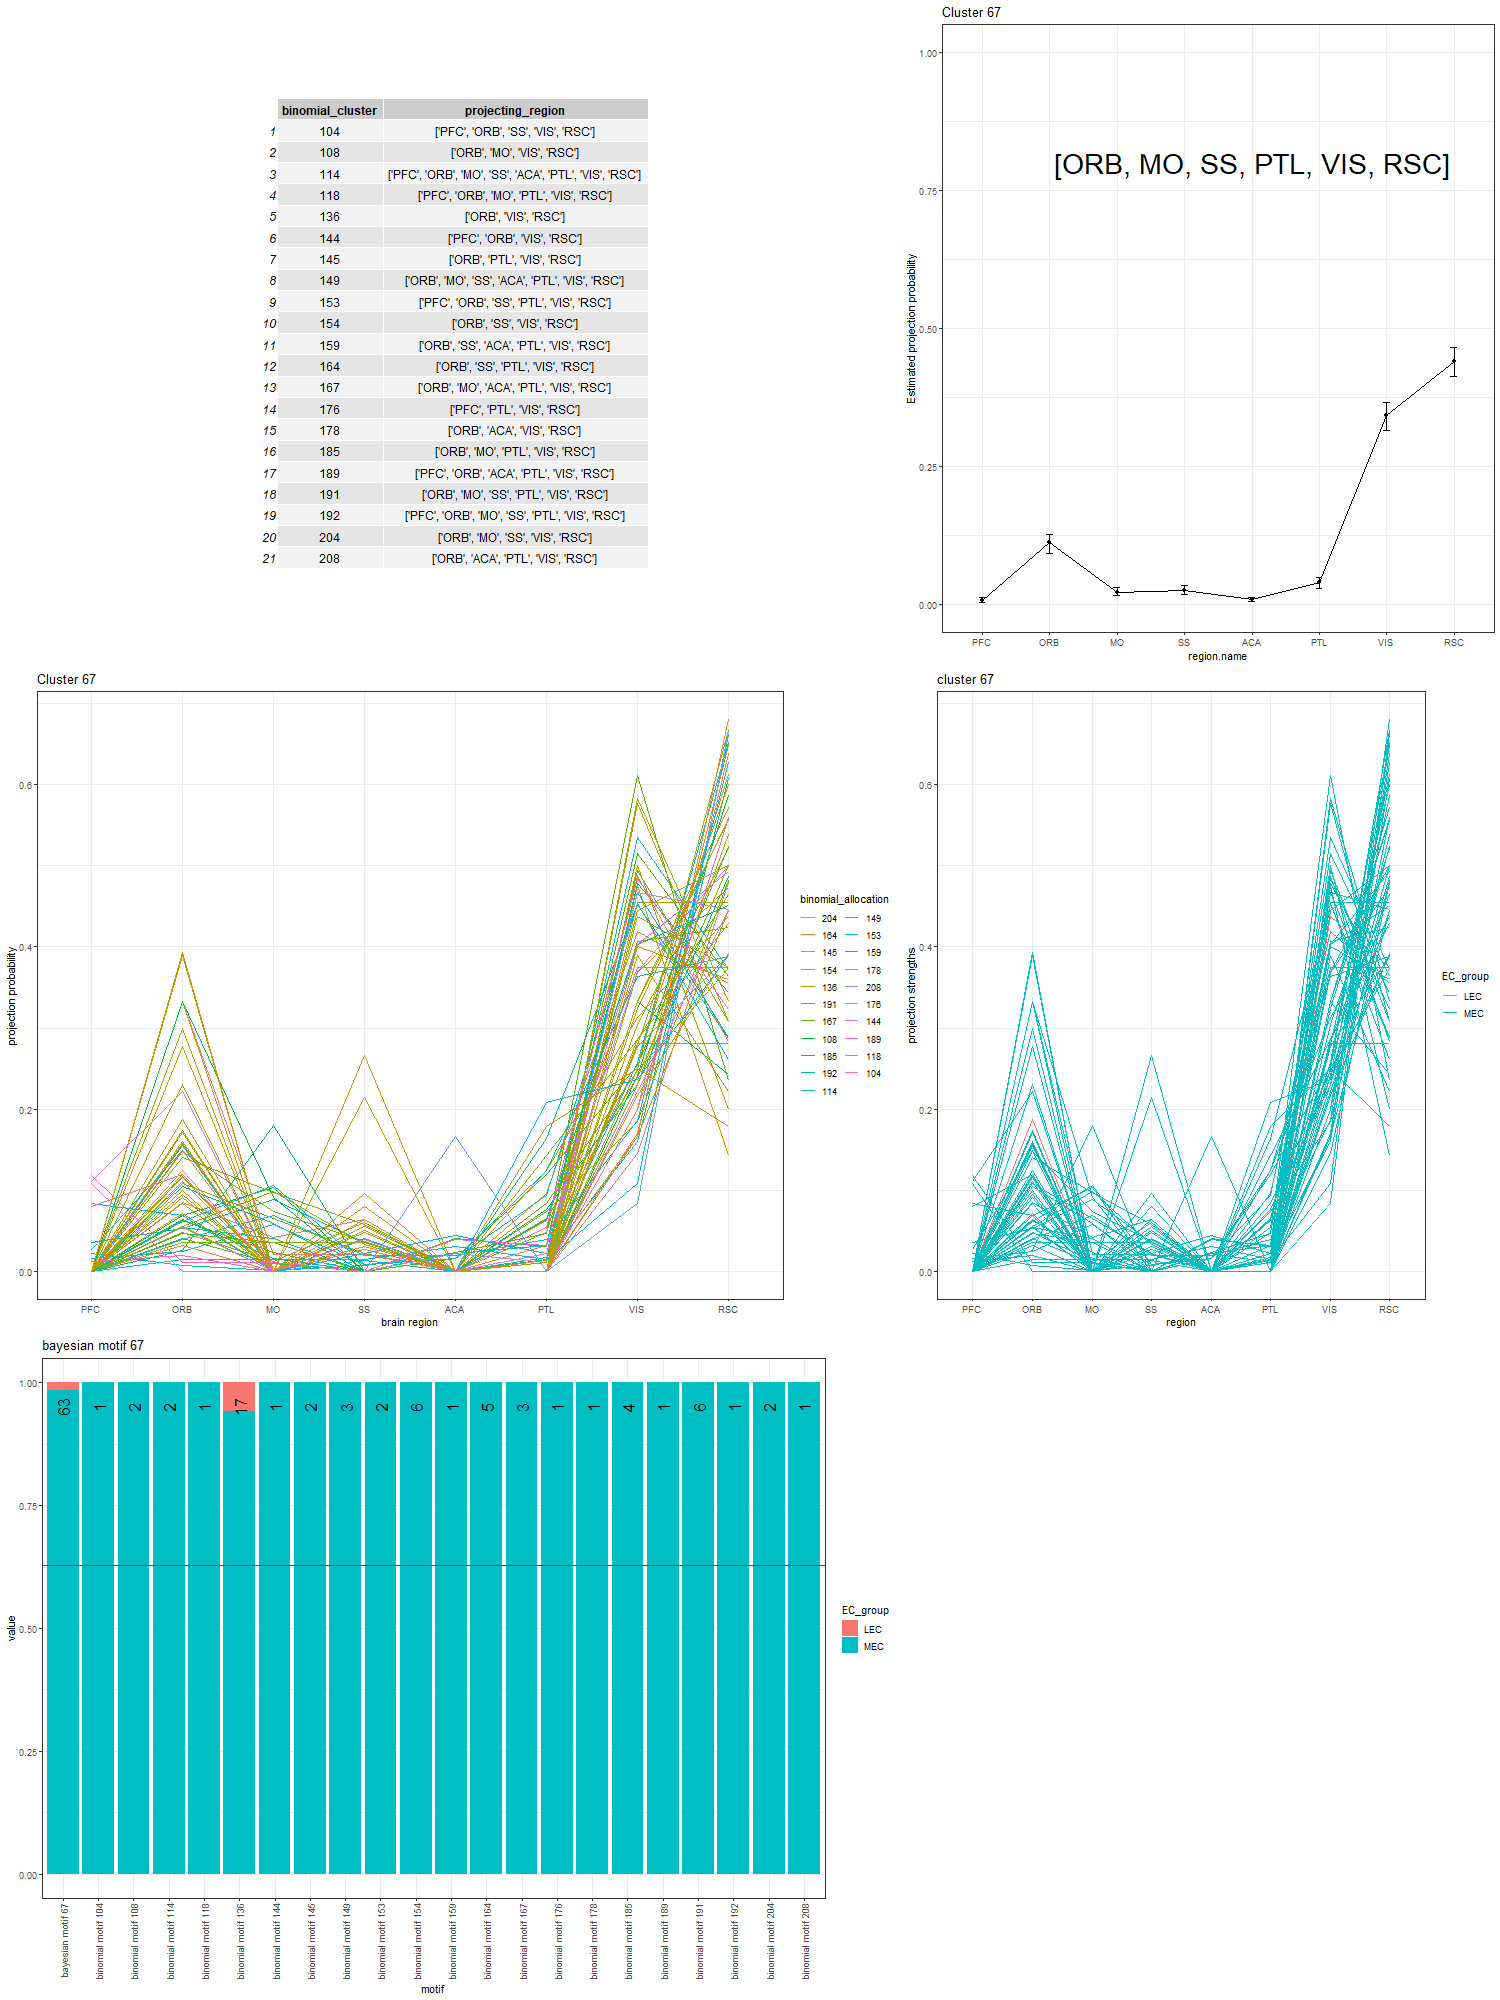 binomial_cluster projecting_region
1 104 ['PFC', 'ORB', 'SS', 'VIS', 'RSC']
2 108 ['ORB', 'MO', 'VIS', 'RSC']
3 114 ['PFC', 'ORB', 'MO', 'SS', 'ACA', 'PTL', 'VIS', 'RSC']
4 118 ['PFC', 'ORB', 'MO', 'PTL', 'VIS', 'RSC']
5 136 ['ORB', 'VIS', 'RSC']
6 144 ['PFC', 'ORB', 'VIS', 'RSC']
7 145 ['ORB', 'PTL', 'VIS', 'RSC']
8 149 ['ORB', 'MO', 'SS', 'ACA', 'PTL', 'VIS', 'RSC']
9 153 ['PFC', 'ORB', 'SS', 'PTL', 'VIS', 'RSC']
10 154 ['ORB', 'SS', 'VIS', 'RSC']
11 159 ['ORB', 'SS', 'ACA', 'PTL', 'VIS', 'RSC']
12 164 ['ORB', 'SS', 'PTL', 'VIS', 'RSC']
13 167 ['ORB', 'MO', 'ACA', 'PTL', 'VIS', 'RSC']
14 176 ['PFC', 'PTL', 'VIS', 'RSC']
15 178 ['ORB', 'ACA', 'VIS', 'RSC']
16 185 ['ORB', 'MO', 'PTL', 'VIS', 'RSC']
17 189 ['PFC', 'ORB', 'ACA', 'PTL', 'VIS', 'RSC']
18 191 ['ORB', 'MO', 'SS', 'PTL', 'VIS', 'RSC']
19 192 ['PFC', 'ORB', 'MO', 'SS', 'PTL', 'VIS', 'RSC']
20 204 ['ORB', 'MO', 'SS', 'VIS', 'RSC']
21 208 ['ORB', 'ACA', 'PTL', 'VIS', 'RSC']
Cluster 67
Estimated projection probability
1.00
0.75
0.50
0.25
0.00
[ORB, MO, SS, PTL, VIS, RSC]
PFC ORB MO SS ACA PTL VIS RSC
region.name
Cluster 67
projection probability
0.6
0.4
0.2
0.0
PFC ORB MO SS ACA PTL VIS RSC
brain region
binomial_allocation
204 149
164 153
145 159
154 178
136 208
191 176
167 144
108 189
185 118
192 104
114
cluster 67
projection strengths
0.6
0.4
0.2
0.0
PFC ORB MO SS ACA PTL VIS RSC
region
EC_group
LEC
MEC
bayesian motif 67
value
1.00
0.75
0.50
0.25
0.00
63 1 2 2 1 17 1 2 3 2 6 1 5 3 1 1 4 1 6 1 2 1
bayesian motif 67
binomial motif 104
binomial motif 108
binomial motif 114
binomial motif 118
binomial motif 136
binomial motif 144
binomial motif 145
binomial motif 149
binomial motif 153
binomial motif 154
binomial motif 159
binomial motif 164
binomial motif 167
binomial motif 176
binomial motif 178
binomial motif 185
binomial motif 189
binomial motif 191
binomial motif 192
binomial motif 204
binomial motif 208
motif
EC_group
LEC
MEC